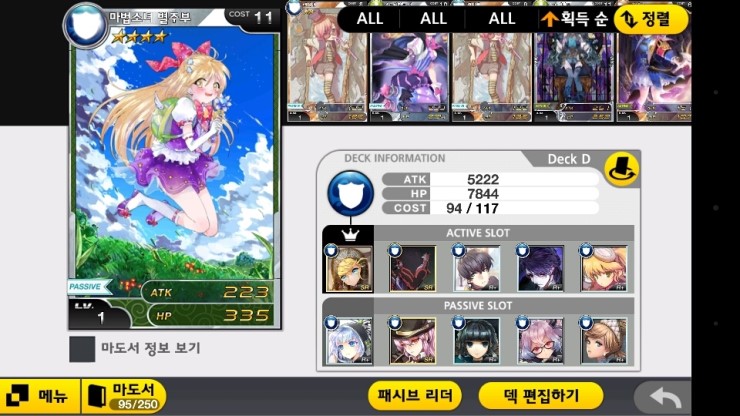 마법소녀 별주부
COST 11
ALL ALL ALL 획득 순 정렬
DECK INFORMATION Deck D
ATK 5222
HP 7844
COST 94 / 117
ACTIVE SLOT
PASSIVE SLOT
PASSIVE
ATK 223
LV. 1
HP 335
마도서 정보 보기
메뉴
마도서
95/250
패시브 리더
덱 편집하기